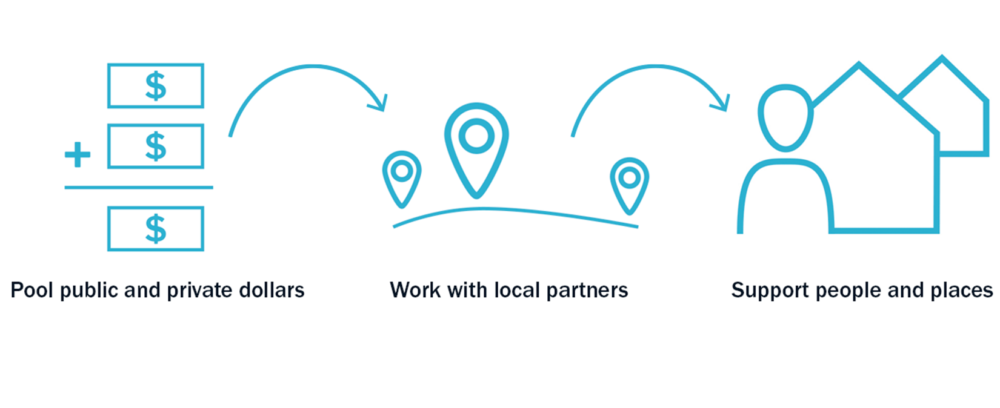 $
+ $
$
Pool public and private dollars
Work with local partners
Support people and places